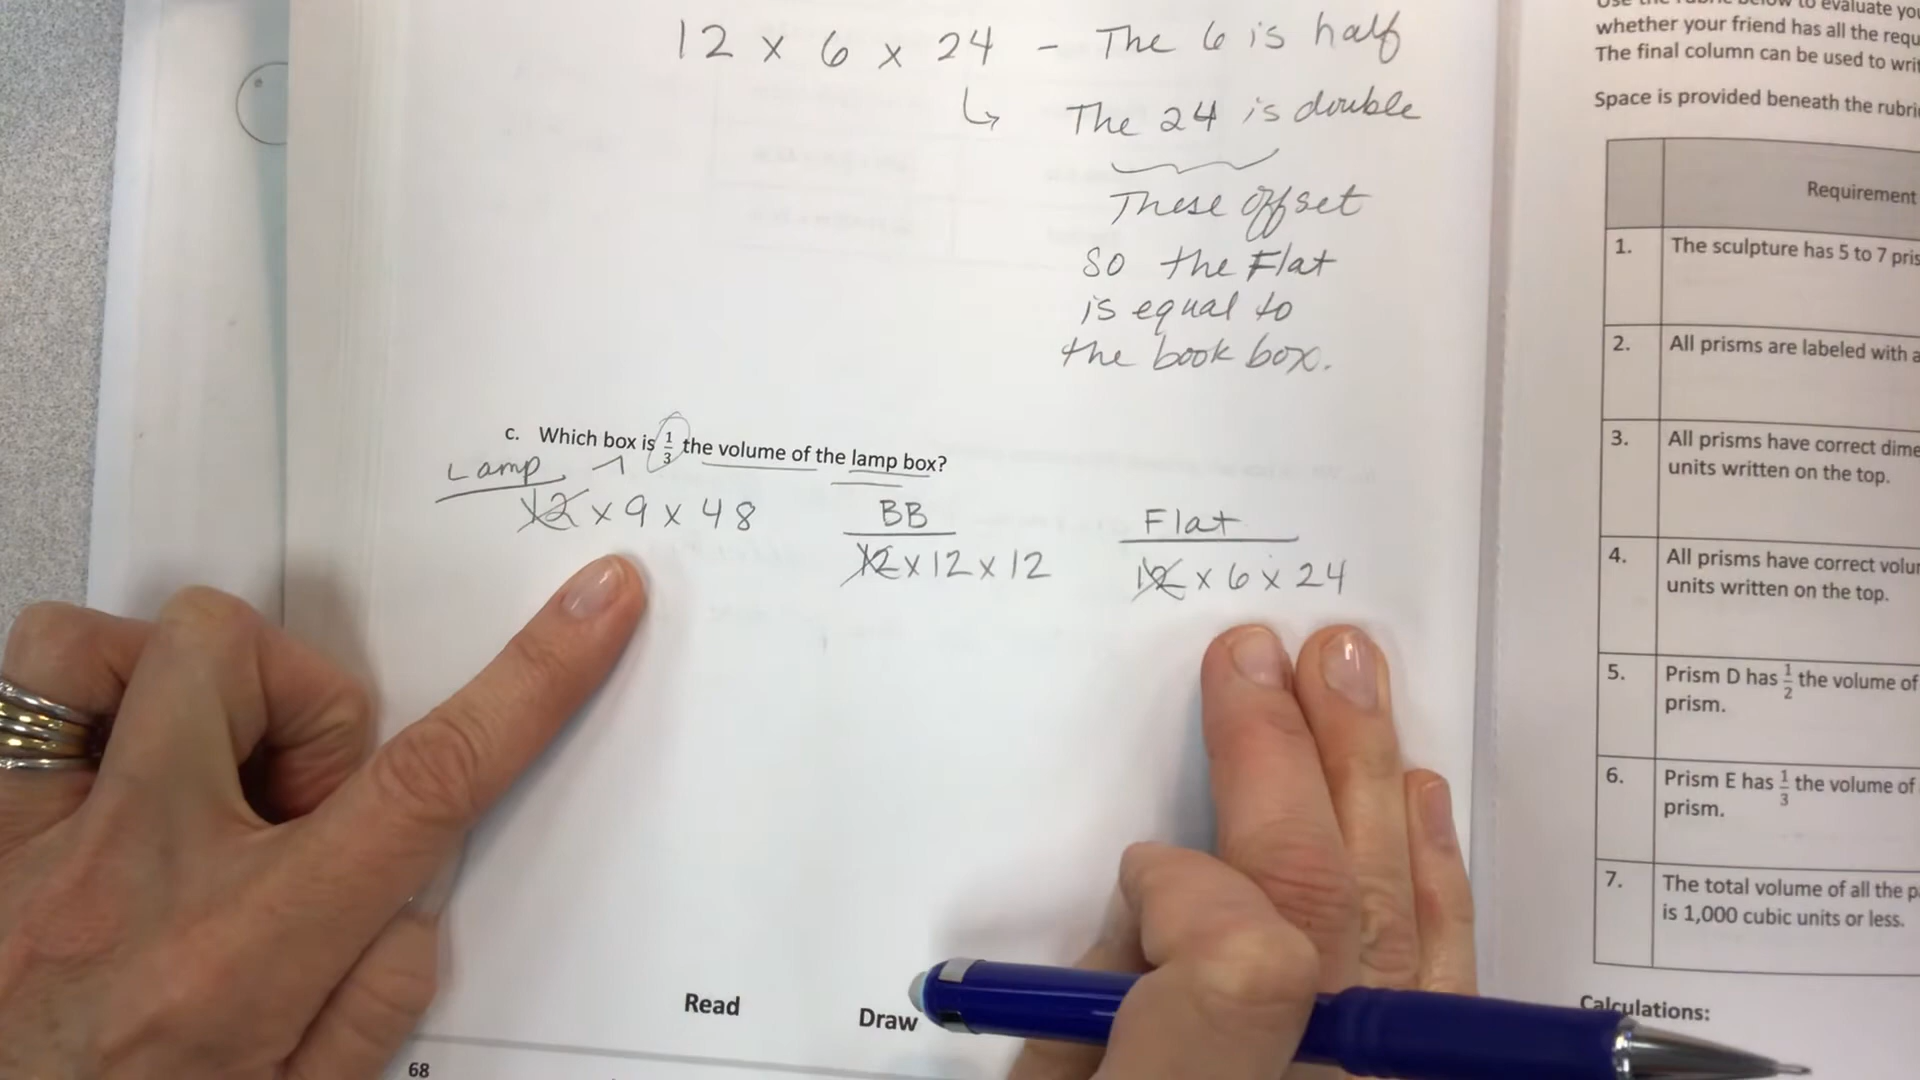 12 x 6 x 24 - The 6 is half
↳ The 24 is double
These offset
so the Flat
is equal to
the book box.
c. Which box is 1/3 the volume of the lamp box?
Lamp
12 x 9 x 48
BB
12 x 12 x 12
Flat
12 x 6 x 24
Read
Draw
68
whether your friend has all the requ
The final column can be used to writ
Space is provided beneath the rubri
Requirement
1. The sculpture has 5 to 7 pris
2. All prisms are labeled with a
3. All prisms have correct dime
units written on the top.
4. All prisms have correct volu
units written on the top.
5. Prism D has 1/2 the volume of
prism.
6. Prism E has 1/3 the volume of
prism.
7. The total volume of all the p
is 1,000 cubic units or less.
Calculations: